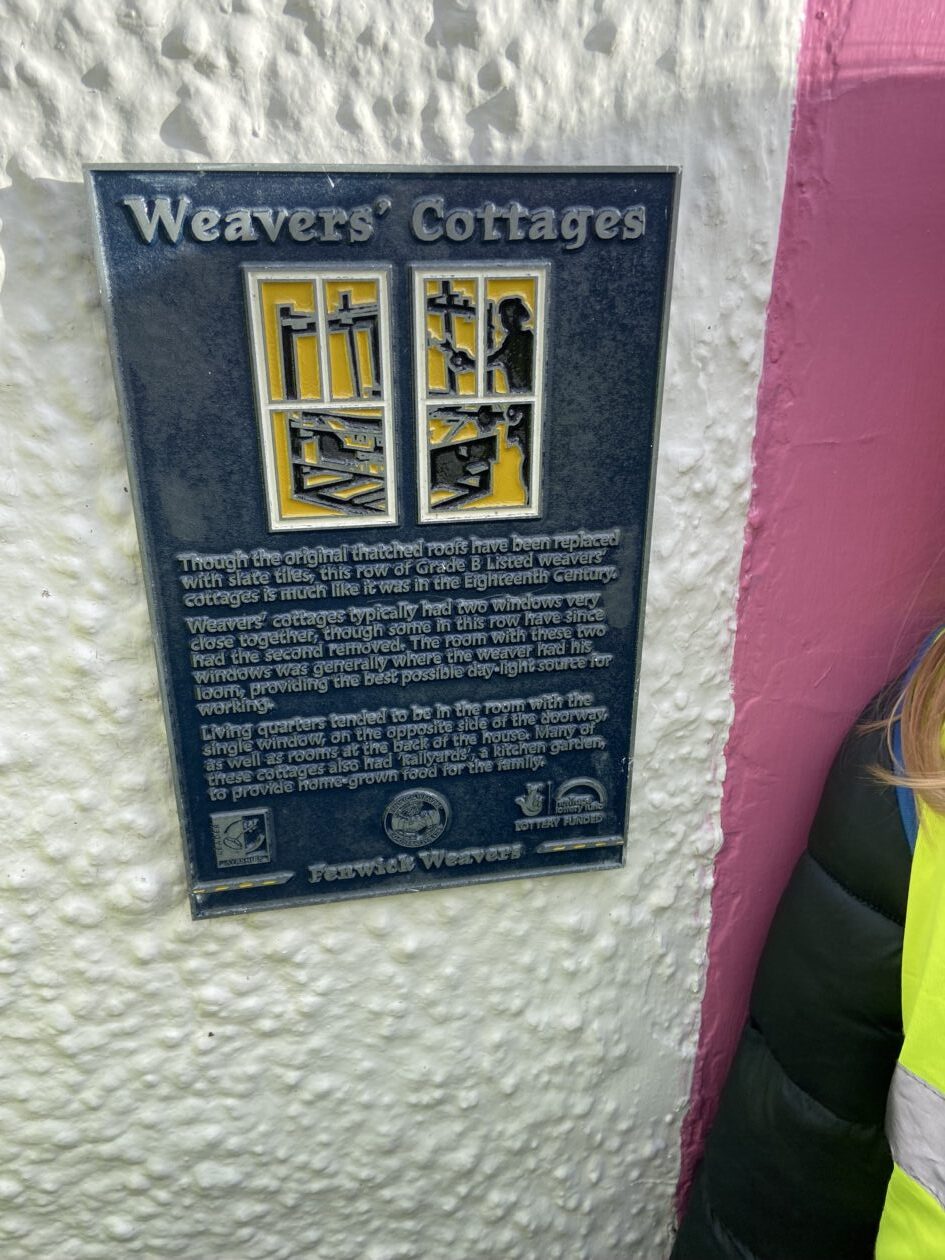 Weavers' Cottages
Though the original thatched roofs have been replaced
with slate tiles, this row of Grade B Listed Weavers'
cottages is much like it was in the Eighteenth Century.
Weavers' cottages typically had two windows very
close together, though some in this row have since
had the second removed. The room with these two
windows was generally where the weaver had his
loom, providing the best possible day-light source for
working.
Living quarters tended to be in the room with the
single window, on the opposite side of the doorway,
as well as rooms at the back of the house. Many of
these cottages also had 'kailyards', a kitchen garden,
to provide home-grown food for the family.
LOTTERY FUNDED
Fenwick Weavers